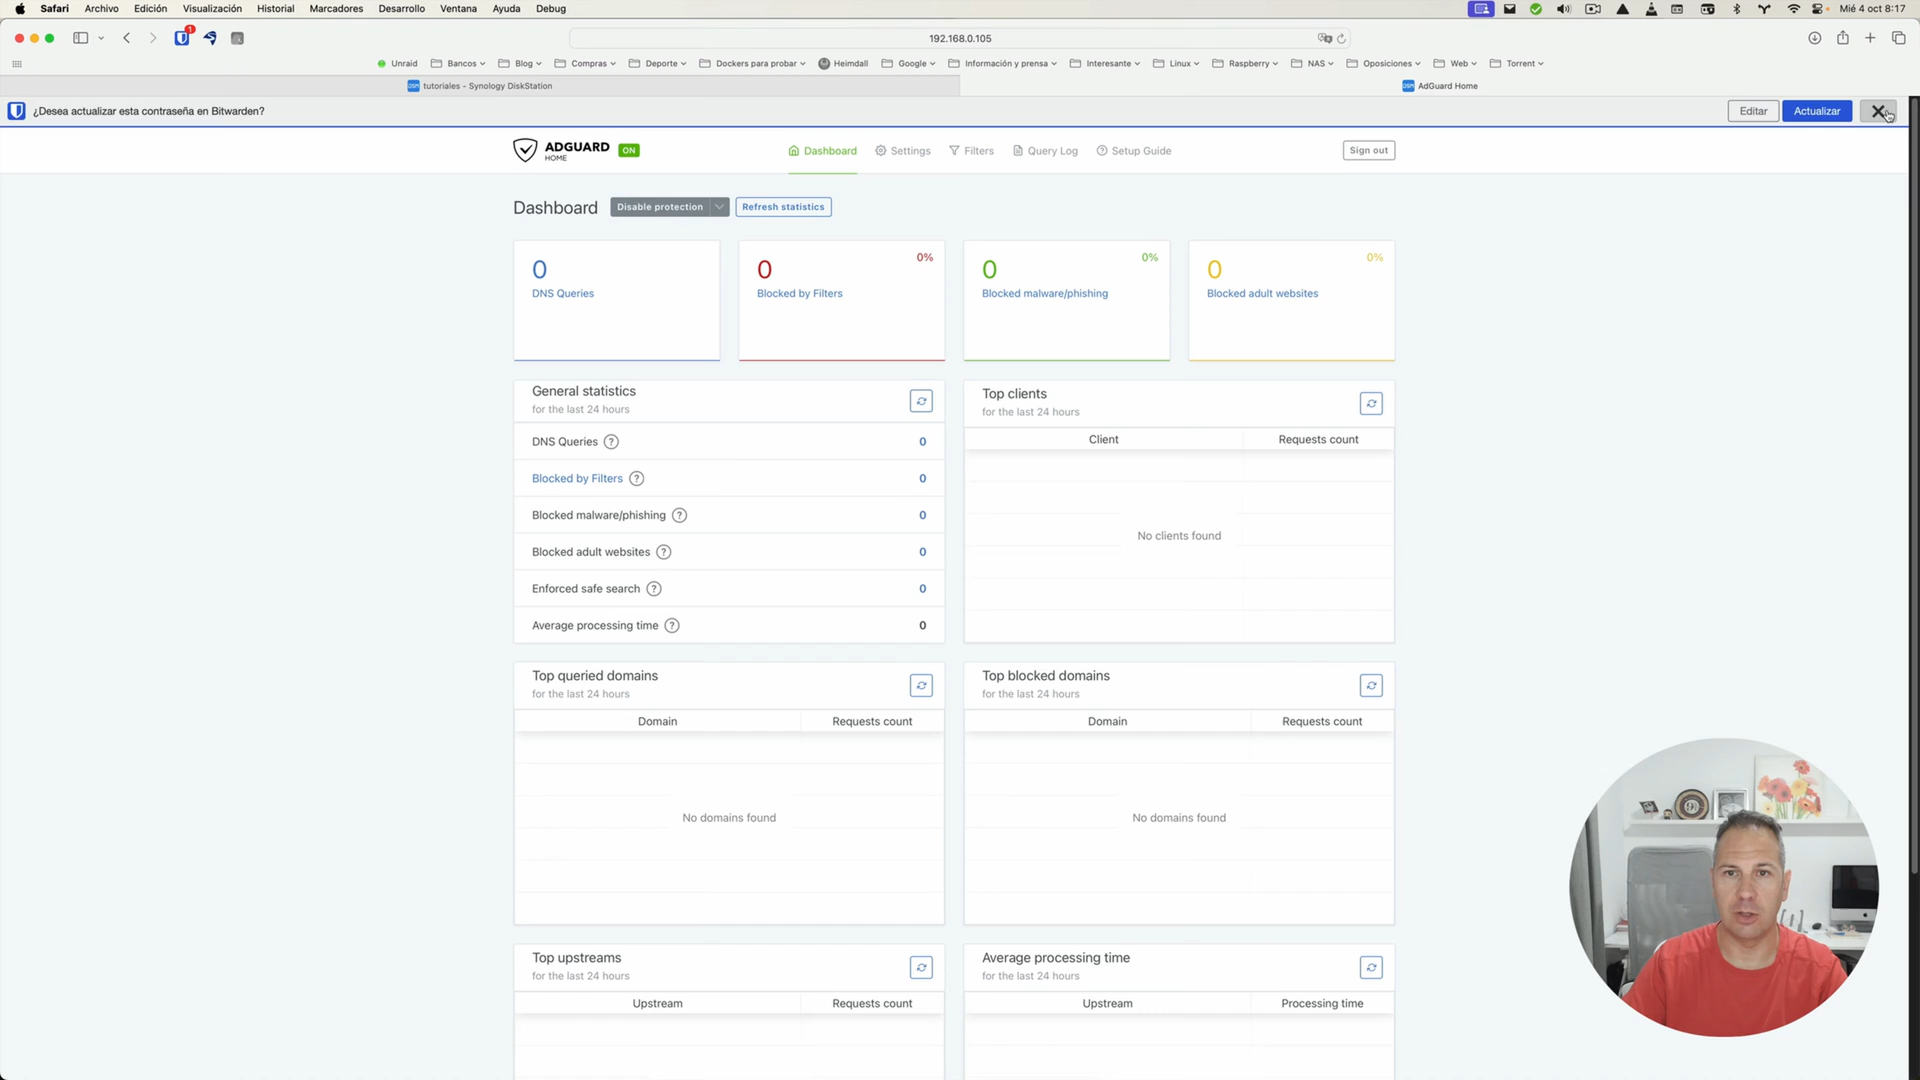 Safari Archivo Edición Visualización Historial Marcadores Desarrollo Ventana Ayuda Debug Mié 4 oct 8:17
1 192.168.0.105
Unraid Bancos Blog Compras Deporte Dockers para probar Heimdall Google Información y prensa Interesante Linux Raspberry NAS Oposiciones Web Torrent
DSM tutoriales - Synology DiskStation DSM AdGuard Home
¿Desea actualizar esta contraseña en Bitwarden? Editar Actualizar
ADGUARD HOME ON Dashboard Settings Filters Query Log Setup Guide Sign out
Dashboard Disable protection Refresh statistics
0 0 0% 0 0% 0 0%
DNS Queries Blocked by Filters Blocked malware/phishing Blocked adult websites
General statistics
for the last 24 hours
DNS Queries ? 0
Blocked by Filters ? 0
Blocked malware/phishing ? 0
Blocked adult websites ? 0
Enforced safe search ? 0
Average processing time ? 0
Top clients
for the last 24 hours
Client Requests count
No clients found
Top queried domains
for the last 24 hours
Domain Requests count
No domains found
Top blocked domains
for the last 24 hours
Domain Requests count
No domains found
Top upstreams
for the last 24 hours
Upstream Requests count
Average processing time
for the last 24 hours
Upstream Processing time